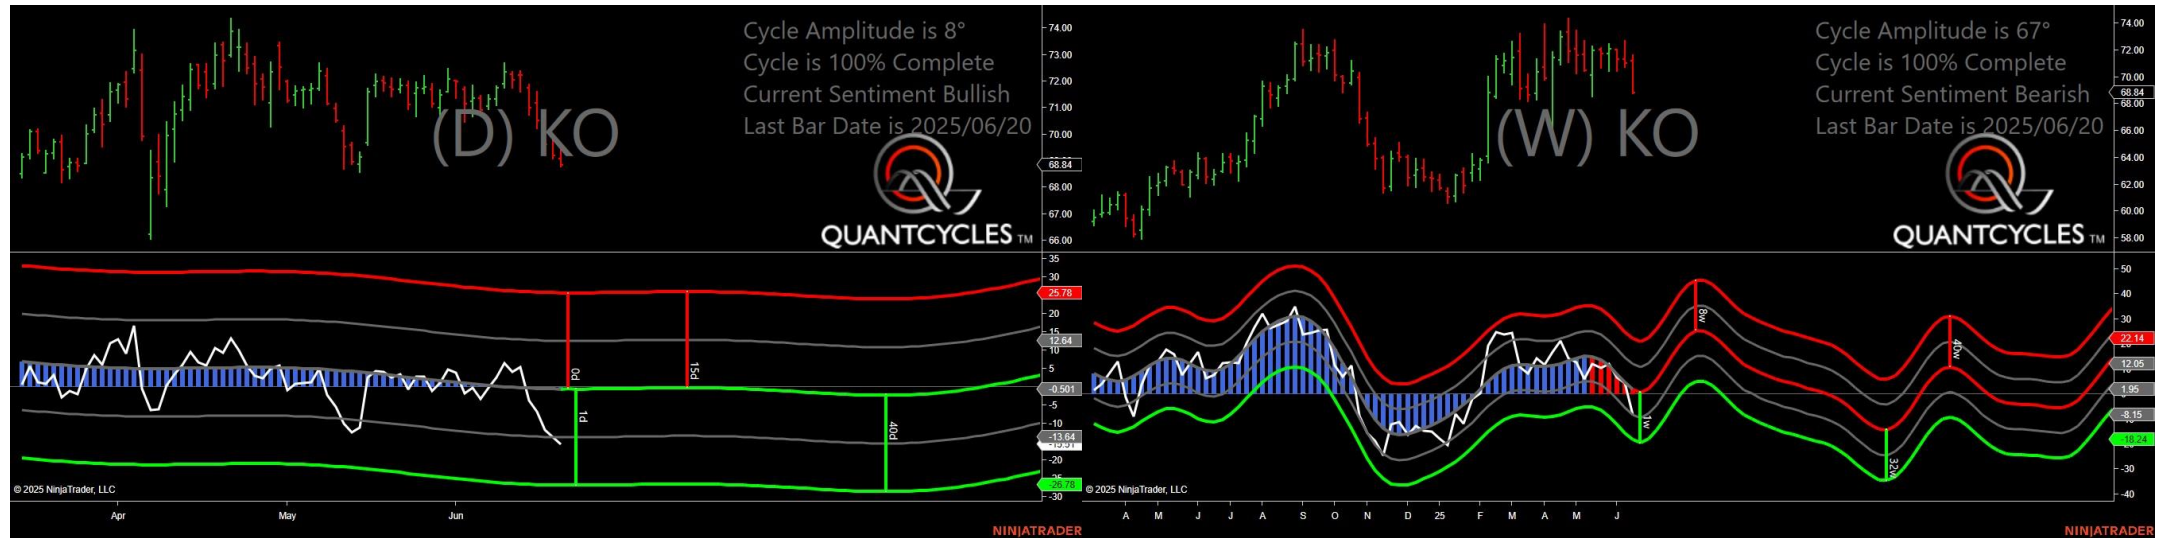 Cycle Amplitude is 8°
Cycle is 100% Complete
Current Sentiment Bullish
Last Bar Date is 2025/06/20
(D) KO
QUANTCYCLES TM
74.00
73.00
72.00
71.00
70.00
68.84
68.00
67.00
66.00
35
30
25.78
20
15
12.64
10
5
-0.501
-5
-10
-13.64
-20
-26.78
-30
0d
15d
1d
40d
© 2025 NinjaTrader, LLC
Apr
May
Jun
NINJATRADER
Cycle Amplitude is 67°
Cycle is 100% Complete
Current Sentiment Bearish
Last Bar Date is 2025/06/20
(W) KO
QUANTCYCLES TM
74.00
72.00
70.00
68.84
68.00
66.00
64.00
62.00
60.00
58.00
50
40
30
22.14
12.05
1.95
-8.15
-18.24
-30
-40
8w
40w
1w
32w
© 2025 NinjaTrader, LLC
A M J J A S O N D 25 F M A M J
NINJATRADER